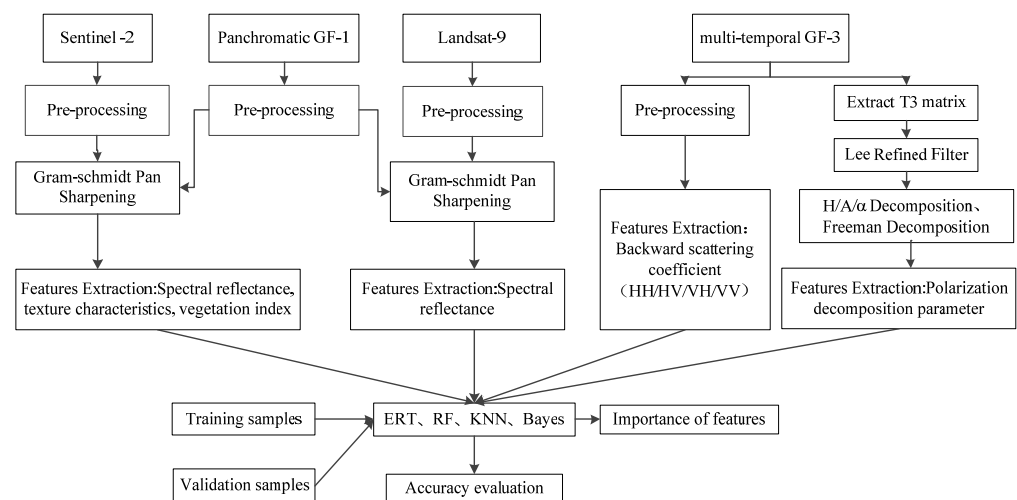 Sentinel -2
Panchromatic GF-1
Landsat-9
multi-temporal GF-3
Pre-processing
Pre-processing
Pre-processing
Pre-processing
Extract T3 matrix
Lee Refined Filter
Gram-schmidt Pan
Sharpening
Gram-schmidt Pan
Sharpening
H/A/α Decomposition、
Freeman Decomposition
Features Extraction:Spectral reflectance,
texture characteristics, vegetation index
Features Extraction:Spectral
reflectance
Features Extraction：
Backward scattering
coefficient
（HH/HV/VH/VV）
Features Extraction:Polarization
decomposition parameter
Training samples
ERT、RF、KNN、Bayes
Importance of features
Validation samples
Accuracy evaluation